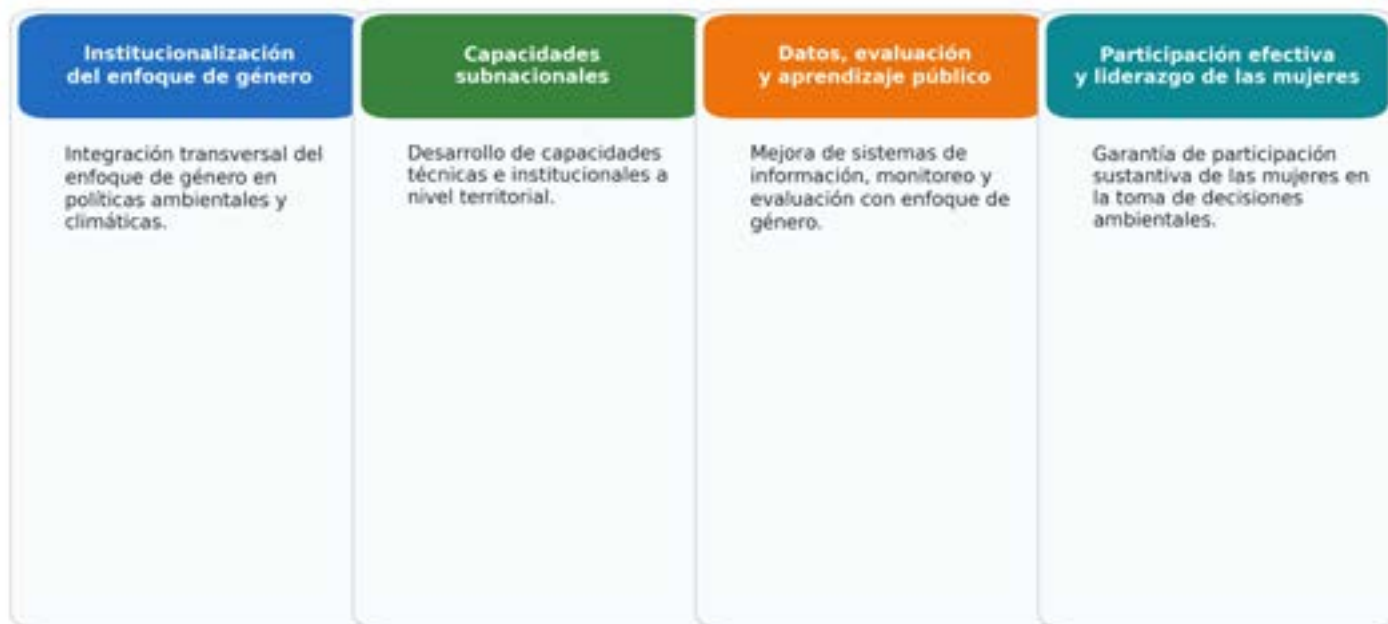 Institucionalización
del enfoque de género
Integración transversal del
enfoque de género en
políticas ambientales y
climáticas.
Capacidades
subnacionales
Desarrollo de capacidades
técnicas e institucionales a
nivel territorial.
Datos, evaluación
y aprendizaje público
Mejora de sistemas de
información, monitoreo y
evaluación con enfoque de
género.
Participación efectiva
y liderazgo de las mujeres
Garantía de participación
sustantiva de las mujeres en
la toma de decisiones
ambientales.